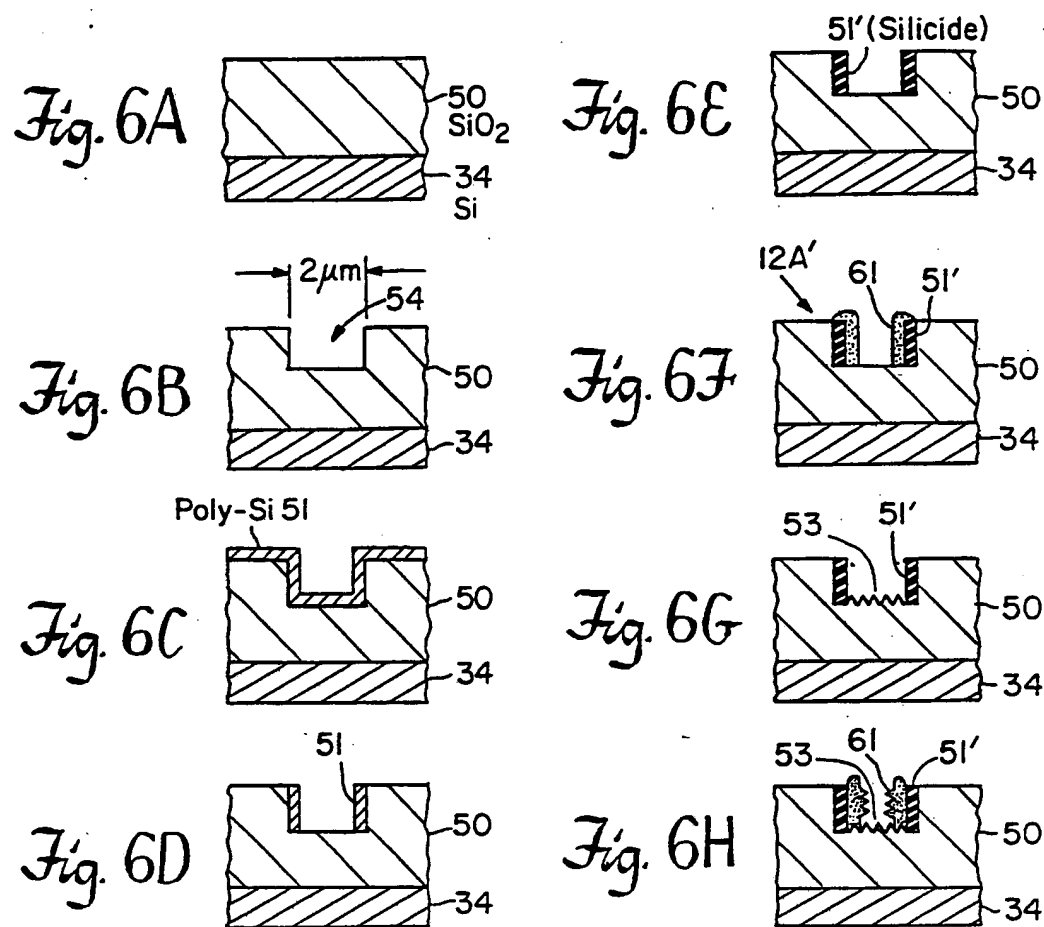 Fig. 6A
50
SiO2
34
Si
Fig. 6B
2μm
54
50
34
Fig. 6C
Poly-Si 51
50
34
Fig. 6D
51
50
34
Fig. 6E
51' (Silicide)
50
34
Fig. 6F
12A'
61
51'
50
34
Fig. 6G
53
51'
50
34
Fig. 6H
53
61
51'
50
34